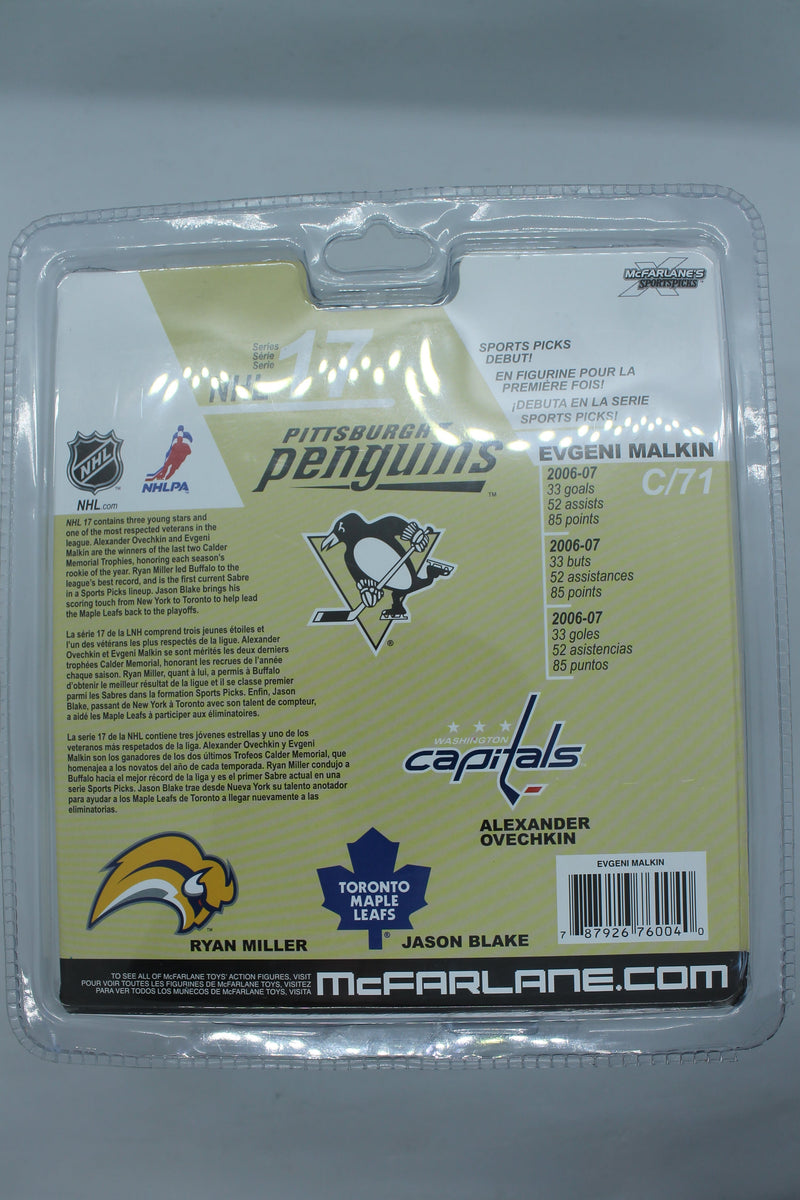 McFARLANE'S
SPORTSPICKS™
Series
Série
Serie
17
NHL
SPORTS PICKS
DEBUT!
EN FIGURINE POUR LA
PREMIÈRE FOIS!
¡DEBUTA EN LA SERIE
SPORTS PICKS!
PITTSBURGH
penguins™
EVGENI MALKIN
C/71
NHL™
NHL.com
NHLPA
2006-07
33 goals
52 assists
85 points
2006-07
33 buts
52 assistances
85 points
2006-07
33 goles
52 asistencias
85 puntos
NHL 17 contains three young stars and
one of the most respected veterans in the
league. Alexander Ovechkin and Evgeni
Malkin are the winners of the last two Calder
Memorial Trophies, honoring each season's
rookie of the year. Ryan Miller led Buffalo to the
league's best record, and is the first current Sabre
in a Sports Picks lineup. Jason Blake brings his
scoring touch from New York to Toronto to help lead
the Maple Leafs back to the playoffs.
La série 17 de la LNH comprend trois jeunes étoiles et
l'un des vétérans les plus respectés de la ligue. Alexander
Ovechkin et Evgeni Malkin se sont mérités les deux derniers
trophées Calder Memorial, honorant les recrues de l'année
chaque saison. Ryan Miller, quant à lui, a permis à Buffalo
d'obtenir le meilleur résultat de la ligue et il se classe premier
parmi les Sabres dans la formation Sports Picks. Enfin, Jason
Blake, passant de New York à Toronto avec son talent de compteur,
a aidé les Maple Leafs à participer aux éliminatoires.
La serie 17 de la NHL contiene tres jóvenes estrellas y uno de los
veteranos más respetados de la liga. Alexander Ovechkin y Evgeni
Malkin son los ganadores de los dos últimos Trofeos Calder Memorial, que
homenajea a los novatos del año de cada temporada. Ryan Miller condujo a
Buffalo hacia el mejor récord de la liga y es el primer Sabre actual en una
serie Sports Picks. Jason Blake trae desde Nueva York su talento anotador
para ayudar a los Maple Leafs de Toronto a llegar nuevamente a las
eliminatorias.
®
WASHINGTON
capitals
ALEXANDER
OVECHKIN
™
RYAN MILLER
TORONTO
MAPLE
LEAFS
®
JASON BLAKE
EVGENI MALKIN
7 87926 76004 0
TO SEE ALL OF McFARLANE TOYS' ACTION FIGURES, VISIT
POUR VOIR TOUTES LES FIGURINES DE McFARLANE TOYS, VISITEZ
PARA VER TODOS LOS MUÑECOS DE McFARLANE TOYS, VISITA
McFARLANE.COM